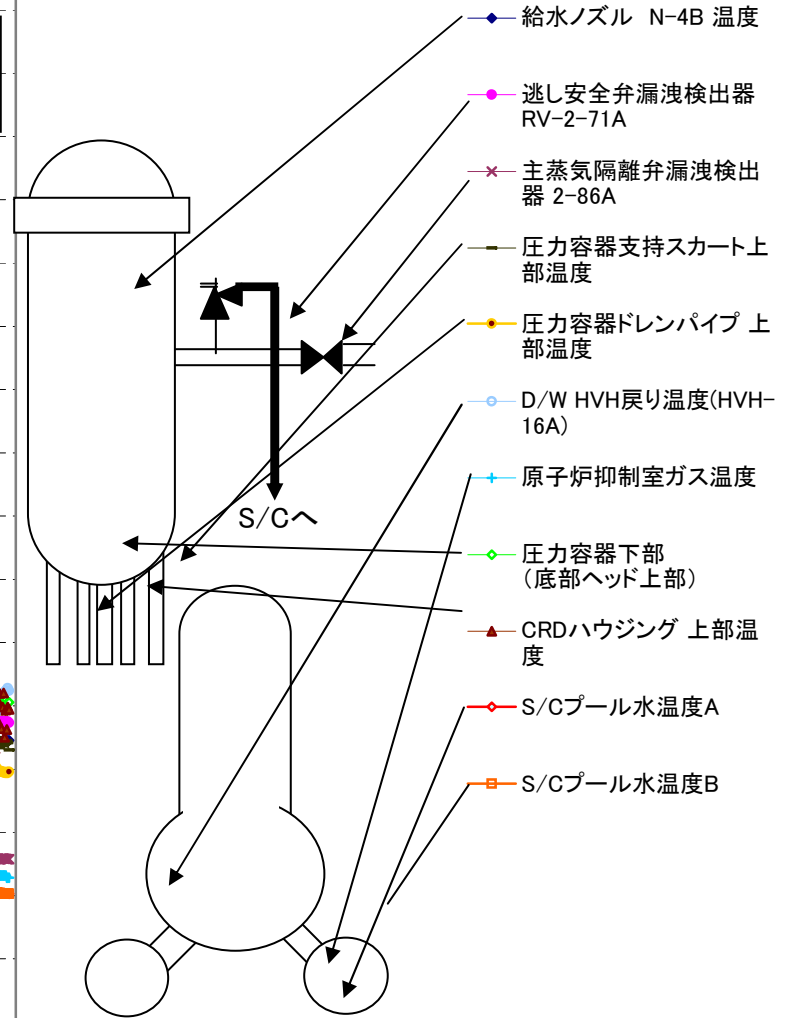 給水ノズル N-4B 温度
逃し安全弁漏洩検出器
RV-2-71A
主蒸気隔離弁漏洩検出
器 2-86A
圧力容器支持スカート上
部温度
圧力容器ドレンパイプ 上
部温度
D/W HVH戻り温度(HVH-
16A)
原子炉抑制室ガス温度
S/Cへ
圧力容器下部
（底部ヘッド上部）
CRDハウジング 上部温
度
S/Cプール水温度A
S/Cプール水温度B